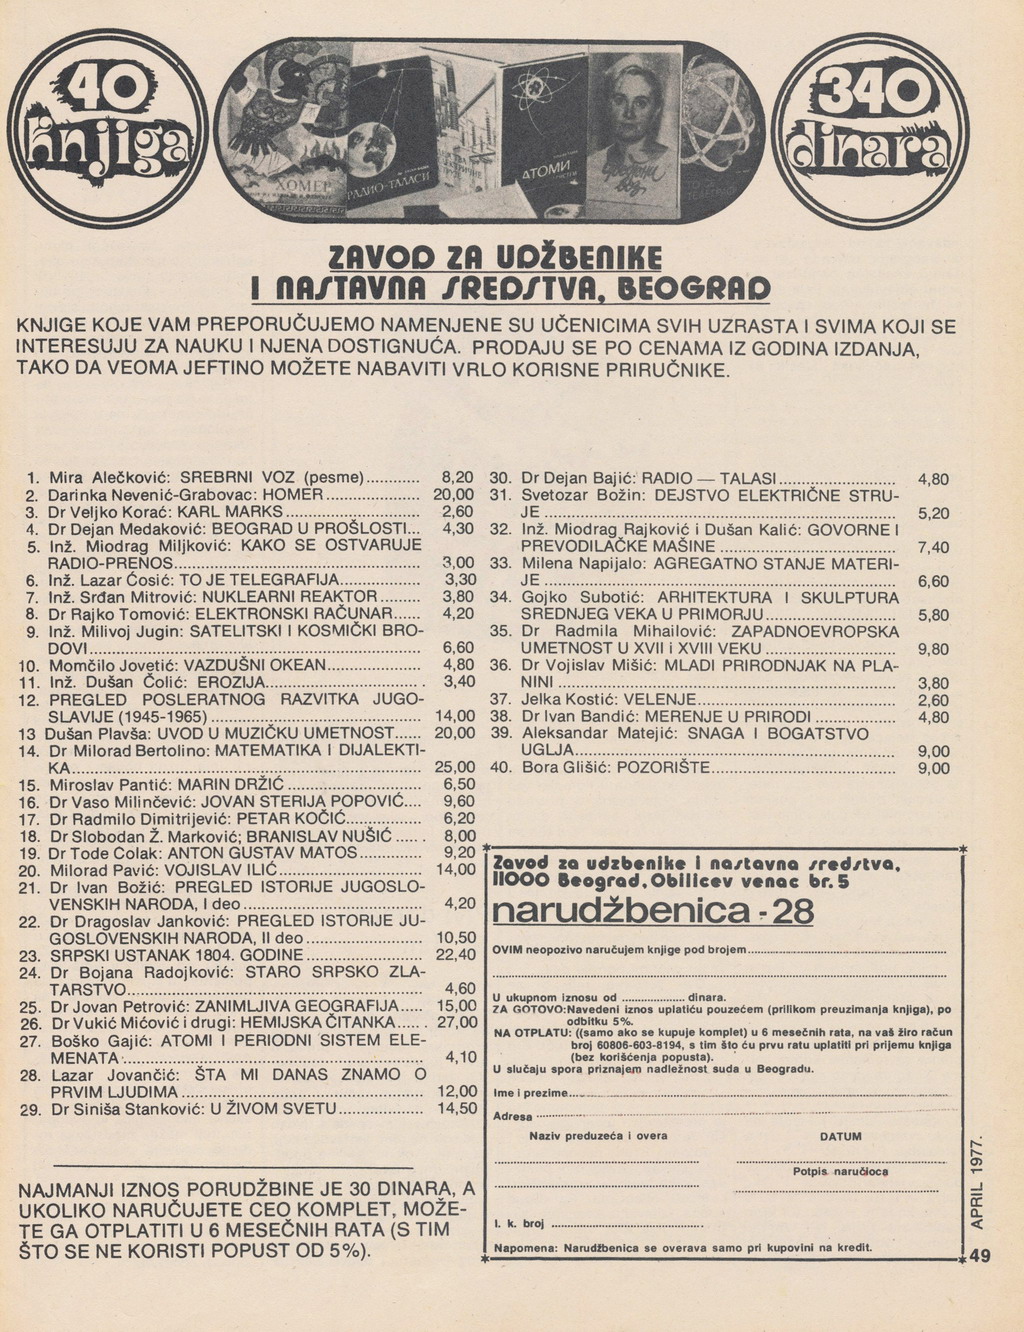 40
knjiga
ХОМЕР
РАДИО-ТАЛАСИ
АТОМИ
340
dinara
ZAVOD ZA UDŽBENIKE
I NASTAVNA SREDSTVA, BEOGRAD
KNJIGE KOJE VAM PREPORUČUJEMO NAMENJENE SU UČENICIMA SVIH UZRASTA I SVIMA KOJI SE
INTERESUJU ZA NAUKU I NJENA DOSTIGNUĆA. PRODAJU SE PO CENAMA IZ GODINA IZDANJA,
TAKO DA VEOMA JEFTINO MOŽETE NABAVITI VRLO KORISNE PRIRUČNIKE.
1. Mira Alečković: SREBRNI VOZ (pesme)............ 8,20
2. Darinka Nevenić-Grabovac: HOMER.................. 20,00
3. Dr Veljko Korać: KARL MARKS.......................... 2,60
4. Dr Dejan Medaković: BEOGRAD U PROŠLOSTI... 4,30
5. Inž. Miodrag Miljković: KAKO SE OSTVARUJE
RADIO-PRENOS................................................ 3,00
6. Inž. Lazar Ćosić: TO JE TELEGRAFIJA............... 3,30
7. Inž. Srđan Mitrović: NUKLEARNI REAKTOR......... 3,80
8. Dr Rajko Tomović: ELEKTRONSKI RAČUNAR...... 4,20
9. Inž. Milivoj Jugin: SATELITSKI I KOSMIČKI BRO-
DOVI................................................................ 6,60
10. Momčilo Jovetić: VAZDUŠNI OKEAN.................. 4,80
11. Inž. Dušan Čolić: EROZIJA.............................. 3,40
12. PREGLED POSLERATNOG RAZVITKA JUGO-
SLAVIJE (1945-1965)......................................... 14,00
13 Dušan Plavša: UVOD U MUZIČKU UMETNOST...... 20,00
14. Dr Milorad Bertolino: MATEMATIKA I DIJALEKTI-
KA.................................................................... 25,00
15. Miroslav Pantić: MARIN DRŽIĆ.......................... 6,50
16. Dr Vaso Milinčević: JOVAN STERIJA POPOVIĆ.... 9,60
17. Dr Radmilo Dimitrijević: PETAR KOČIĆ............... 6,20
18. Dr Slobodan Ž. Marković; BRANISLAV NUŠIĆ..... 8,00
19. Dr Tode Colak: ANTON GUSTAV MATOS............. 9,20
20. Milorad Pavić: VOJISLAV ILIĆ............................ 14,00
21. Dr Ivan Božić: PREGLED ISTORIJE JUGOSLO-
VENSKIH NARODA, I deo................................... 4,20
22. Dr Dragoslav Janković: PREGLED ISTORIJE JU-
GOSLOVENSKIH NARODA, II deo....................... 10,50
23. SRPSKI USTANAK 1804. GODINE....................... 22,40
24. Dr Bojana Radojković: STARO SRPSKO ZLA-
TARSTVO......................................................... 4,60
25. Dr Jovan Petrović: ZANIMLJIVA GEOGRAFIJA..... 15,00
26. Dr Vukić Mićović i drugi: HEMIJSKA ČITANKA...... 27,00
27. Boško Gajić: ATOMI I PERIODNI SISTEM ELE-
MENATA........................................................... 4,10
28. Lazar Jovančić: ŠTA MI DANAS ZNAMO O
PRVIM LJUDIMA............................................... 12,00
29. Dr Siniša Stanković: U ŽIVOM SVETU................ 14,50
30. Dr Dejan Bajić: RADIO — TALASI...................... 4,80
31. Svetozar Božin: DEJSTVO ELEKTRIČNE STRU-
JE.................................................................... 5,20
32. Inž. Miodrag Rajković i Dušan Kalić: GOVORNE I
PREVODILAČKE MAŠINE.................................. 7,40
33. Milena Napijalo: AGREGATNO STANJE MATERI-
JE.................................................................... 6,60
34. Gojko Subotić: ARHITEKTURA I SKULPTURA
SREDNJEG VEKA U PRIMORJU......................... 5,80
35. Dr Radmila Mihailović: ZAPADNOEVROPSKA
UMETNOST U XVII i XVIII VEKU......................... 9,80
36. Dr Vojislav Mišić: MLADI PRIRODNJAK NA PLA-
NINI.................................................................. 3,80
37. Jelka Kostić: VELENJE...................................... 2,60
38. Dr Ivan Bandić: MERENJE U PRIRODI............... 4,80
39. Aleksandar Matejić: SNAGA I BOGATSTVO
UGLJA.............................................................. 9,00
40. Bora Glišić: POZORIŠTE................................... 9,00
Zavod za udzbenike i nastavna sredstva,
11000 Beograd, Obilicev venac br. 5
narudžbenica - 28
OVIM neopozivo naručujem knjige pod brojem........................................
U ukupnom iznosu od .................... dinara.
ZA GOTOVO: Navedeni iznos uplatiću pouzećem (prilikom preuzimanja knjiga), po
odbitku 5%.
NA OTPLATU: ((samo ako se kupuje komplet) u 6 mesečnih rata, na vaš žiro račun
broj 60806-603-8194, s tim što ću prvu ratu uplatiti pri prijemu knjiga
(bez korišćenja popusta).
U slučaju spora priznajem nadležnost suda u Beogradu.
Ime i prezime................................................
Adresa ................................................
Naziv preduzeća i overa DATUM
Potpis naručioca
l. k. broj ................................................
Napomena: Narudžbenica se overava samo pri kupovini na kredit.
NAJMANJI IZNOS PORUDŽBINE JE 30 DINARA, A
UKOLIKO NARUČUJETE CEO KOMPLET, MOŽE-
TE GA OTPLATITI U 6 MESEČNIH RATA (S TIM
ŠTO SE NE KORISTI POPUST OD 5%).
APRIL 1977.
49